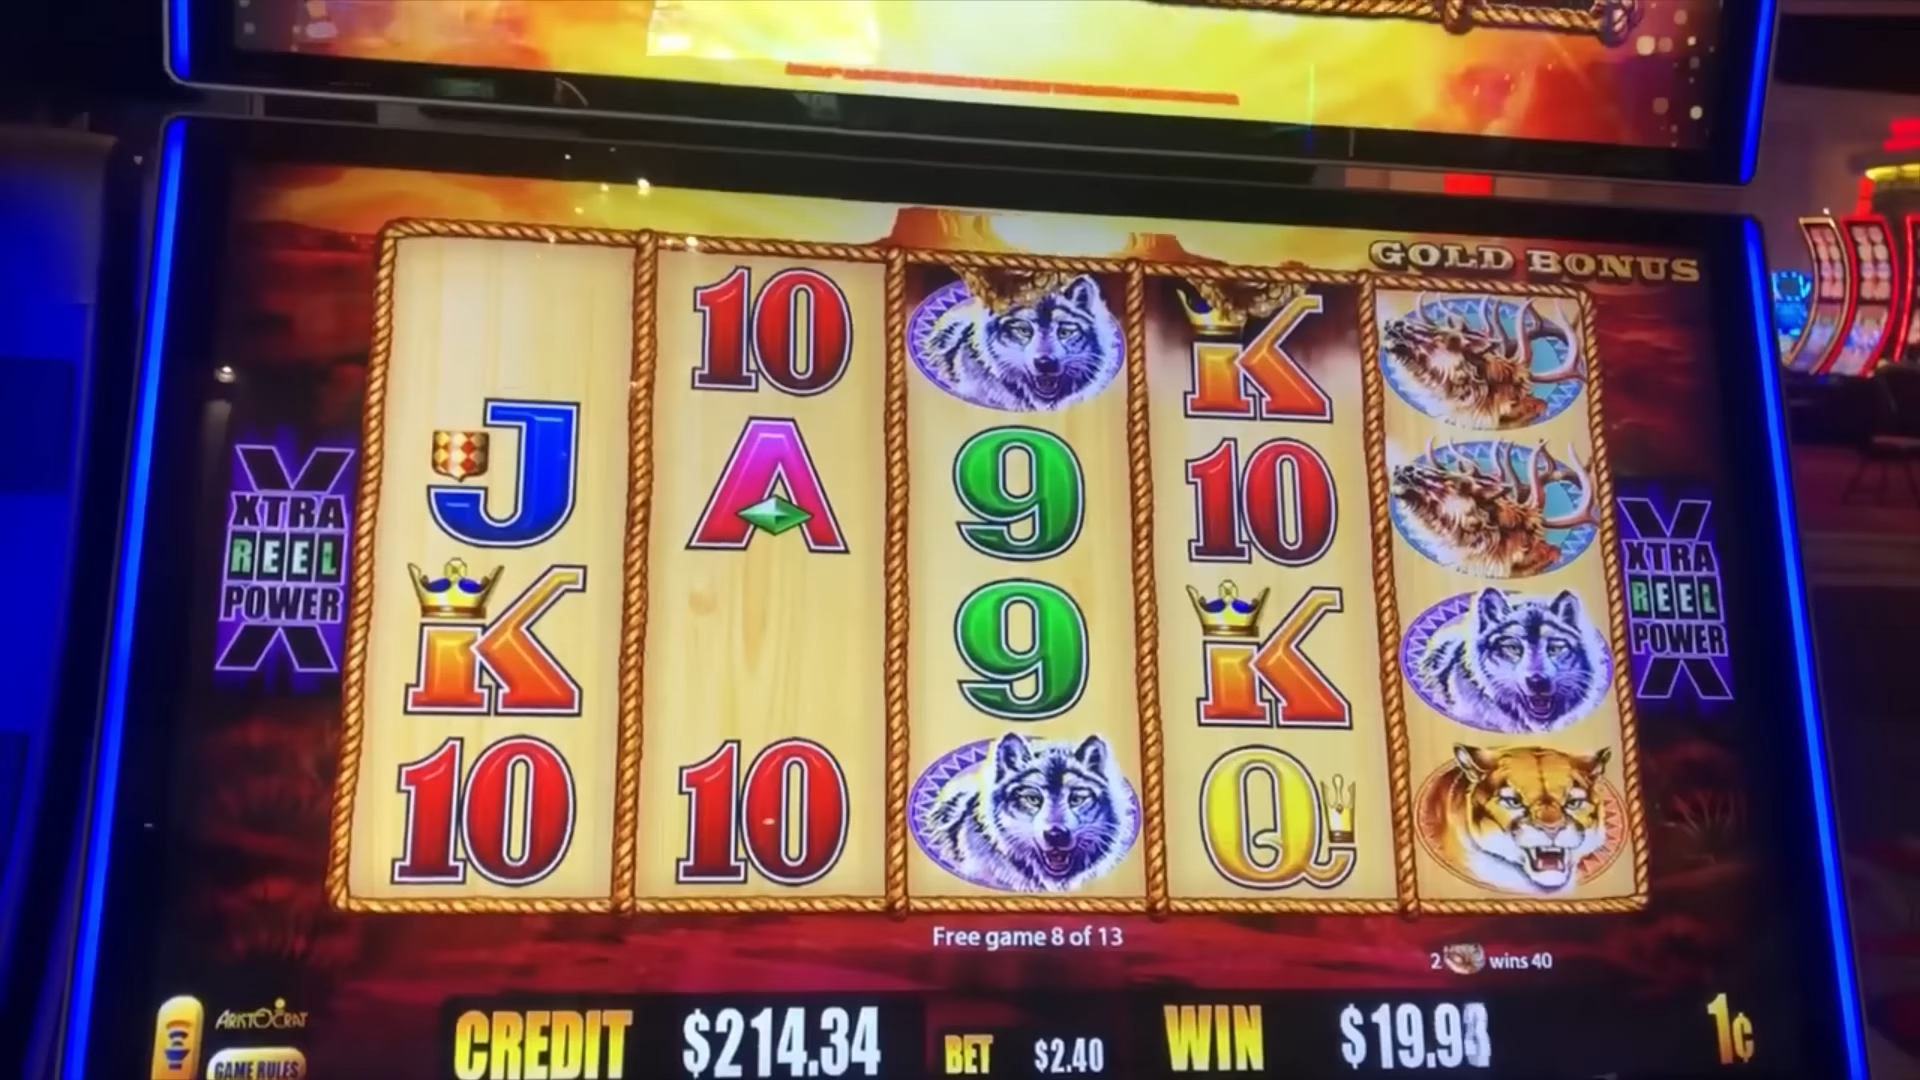 GOLD BONUS
10
K
J
A
9
10
XTRA
REEL
POWER
XTRA
REEL
POWER
K
9
K
10
10
Q
Free game 8 of 13
2 wins 40
ARISTOCRAT
GAME RULES
CREDIT $214.34
BET $2.40
WIN
1¢